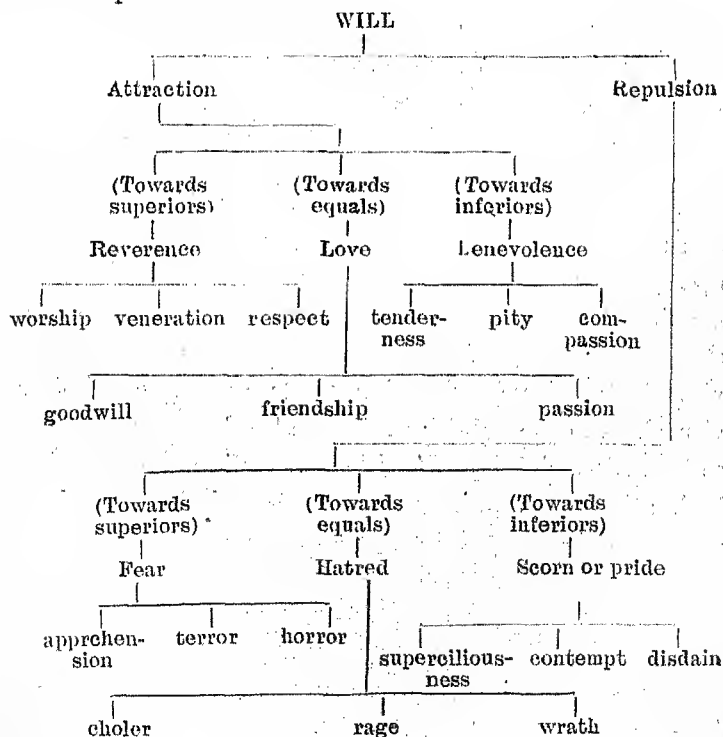 WILL
Attraction Repulsion
(Towards (Towards (Towards
superiors) equals) inferiors)
Reverence Love Lenevolence
worship veneration respect tender- pity com-
ness passion
goodwill friendship passion
(Towards (Towards (Towards
superiors) equals) inferiors)
Fear Hatred Scorn or pride
apprehen- terror horror
sion
supercilious- contempt disdain
ness
choler rage wrath